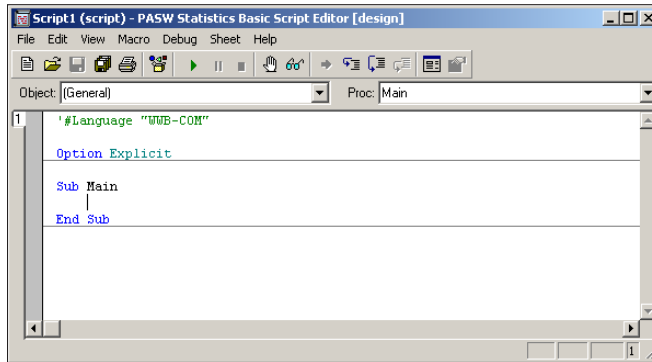 Script1 (script) - PASW Statistics Basic Script Editor [design]
File Edit View Macro Debug Sheet Help
Object: (General) Proc: Main
1 '#Language "WWB-COM"
Option Explicit
Sub Main
End Sub
1